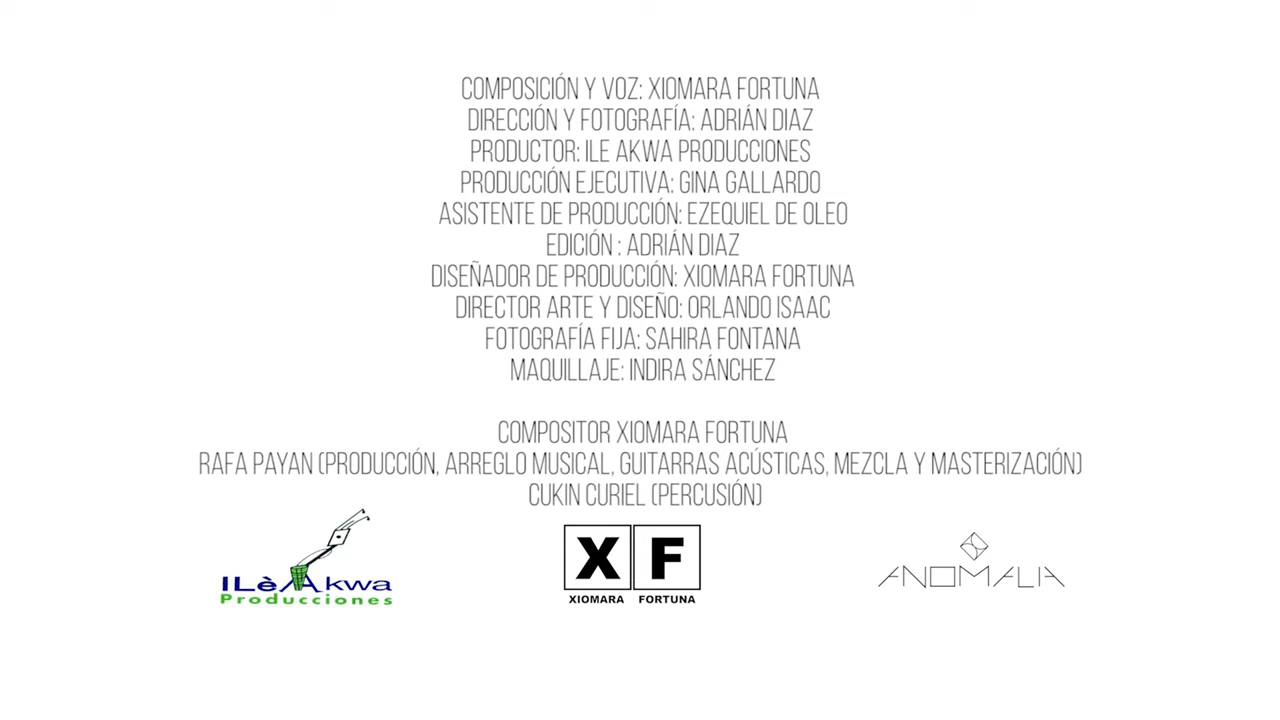 COMPOSICIÓN Y VOZ: XIOMARA FORTUNA
DIRECCIÓN Y FOTOGRAFÍA: ADRIÁN DIAZ
PRODUCTOR: ILE AKWA PRODUCCIONES
PRODUCCIÓN EJECUTIVA: GINA GALLARDO
ASISTENTE DE PRODUCCIÓN: EZEQUIEL DE OLEO
EDICIÓN : ADRIÁN DIAZ
DISEÑADOR DE PRODUCCIÓN: XIOMARA FORTUNA
DIRECTOR ARTE Y DISEÑO: ORLANDO ISAAC
FOTOGRAFÍA FIJA: SAHIRA FONTANA
MAQUILLAJE: INDIRA SÁNCHEZ
COMPOSITOR XIOMARA FORTUNA
RAFA PAYAN (PRODUCCIÓN, ARREGLO MUSICAL, GUITARRAS ACÚSTICAS, MEZCLA Y MASTERIZACIÓN)
CUKIN CURIEL (PERCUSIÓN)
ILè Akwa
Producciones
X F
XIOMARA FORTUNA
ANOMALIA